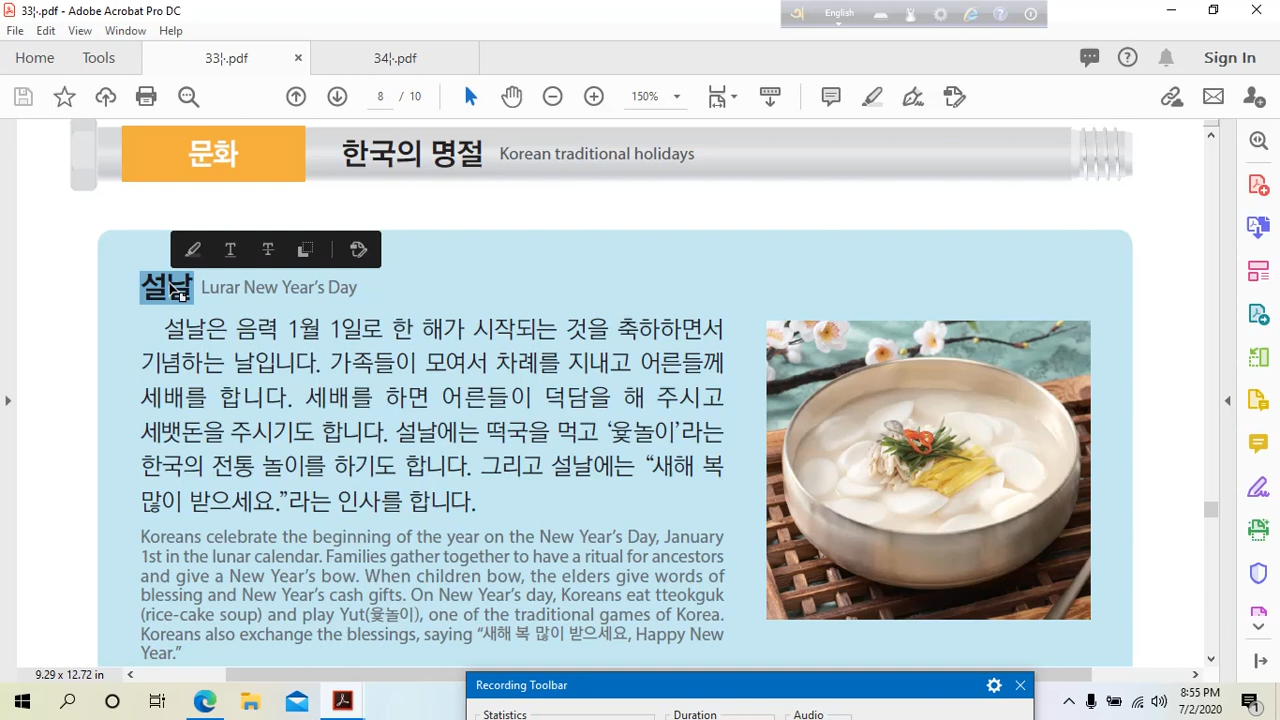 33¦·.pdf - Adobe Acrobat Pro DC
English
File Edit View Window Help
Home Tools 33¦·.pdf × 34¦·.pdf Sign In
8 / 10 150%
문화 한국의 명절 Korean traditional holidays
설날 Lurar New Year's Day
설날은 음력 1월 1일로 한 해가 시작되는 것을 축하하면서
기념하는 날입니다. 가족들이 모여서 차례를 지내고 어른들께
세배를 합니다. 세배를 하면 어른들이 덕담을 해 주시고
세뱃돈을 주시기도 합니다. 설날에는 떡국을 먹고 ‘윷놀이’라는
한국의 전통 놀이를 하기도 합니다. 그리고 설날에는 “새해 복
많이 받으세요.”라는 인사를 합니다.
Koreans celebrate the beginning of the year on the New Year's Day, January
1st in the lunar calendar. Families gather together to have a ritual for ancestors
and give a New Year's bow. When children bow, the elders give words of
blessing and New Year's cash gifts. On New Year's day, Koreans eat tteokguk
(rice-cake soup) and play Yut(윷놀이), one of the traditional games of Korea.
Koreans also exchange the blessings, saying “새해 복 많이 받으세요, Happy New
Year.”
9.29 x 12.72 in
Recording Toolbar
Statistics Duration Audio
8:55 PM
7/2/2020